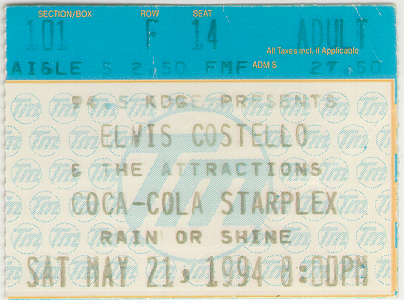 SECTION/BOX ROW SEAT
101 F 14 ADULT
All Taxes Incl. if Applicable
AISLE 5 2.50 FMF ADMS 27.50
94.5 KDGE PRESENTS
ELVIS COSTELLO
& THE ATTRACTIONS
COCA-COLA STARPLEX
RAIN OR SHINE
SAT MAY 21, 1994 8:00PM